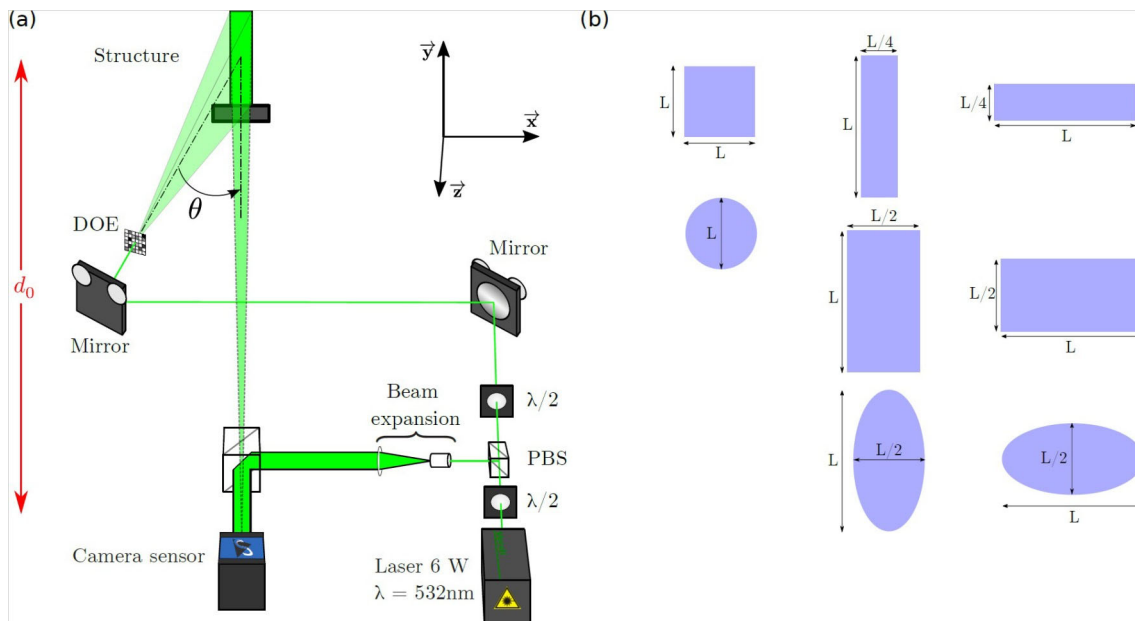 (a)
Structure
y
x
z
DOE
θ
Mirror
d₀
Mirror
λ/2
Beam
expansion
PBS
λ/2
Camera sensor
Laser 6 W
λ = 532nm
(b)
L/4
L
L
L
L/4
L
L
L/2
L
L/2
L
L
L/2
L/2
L